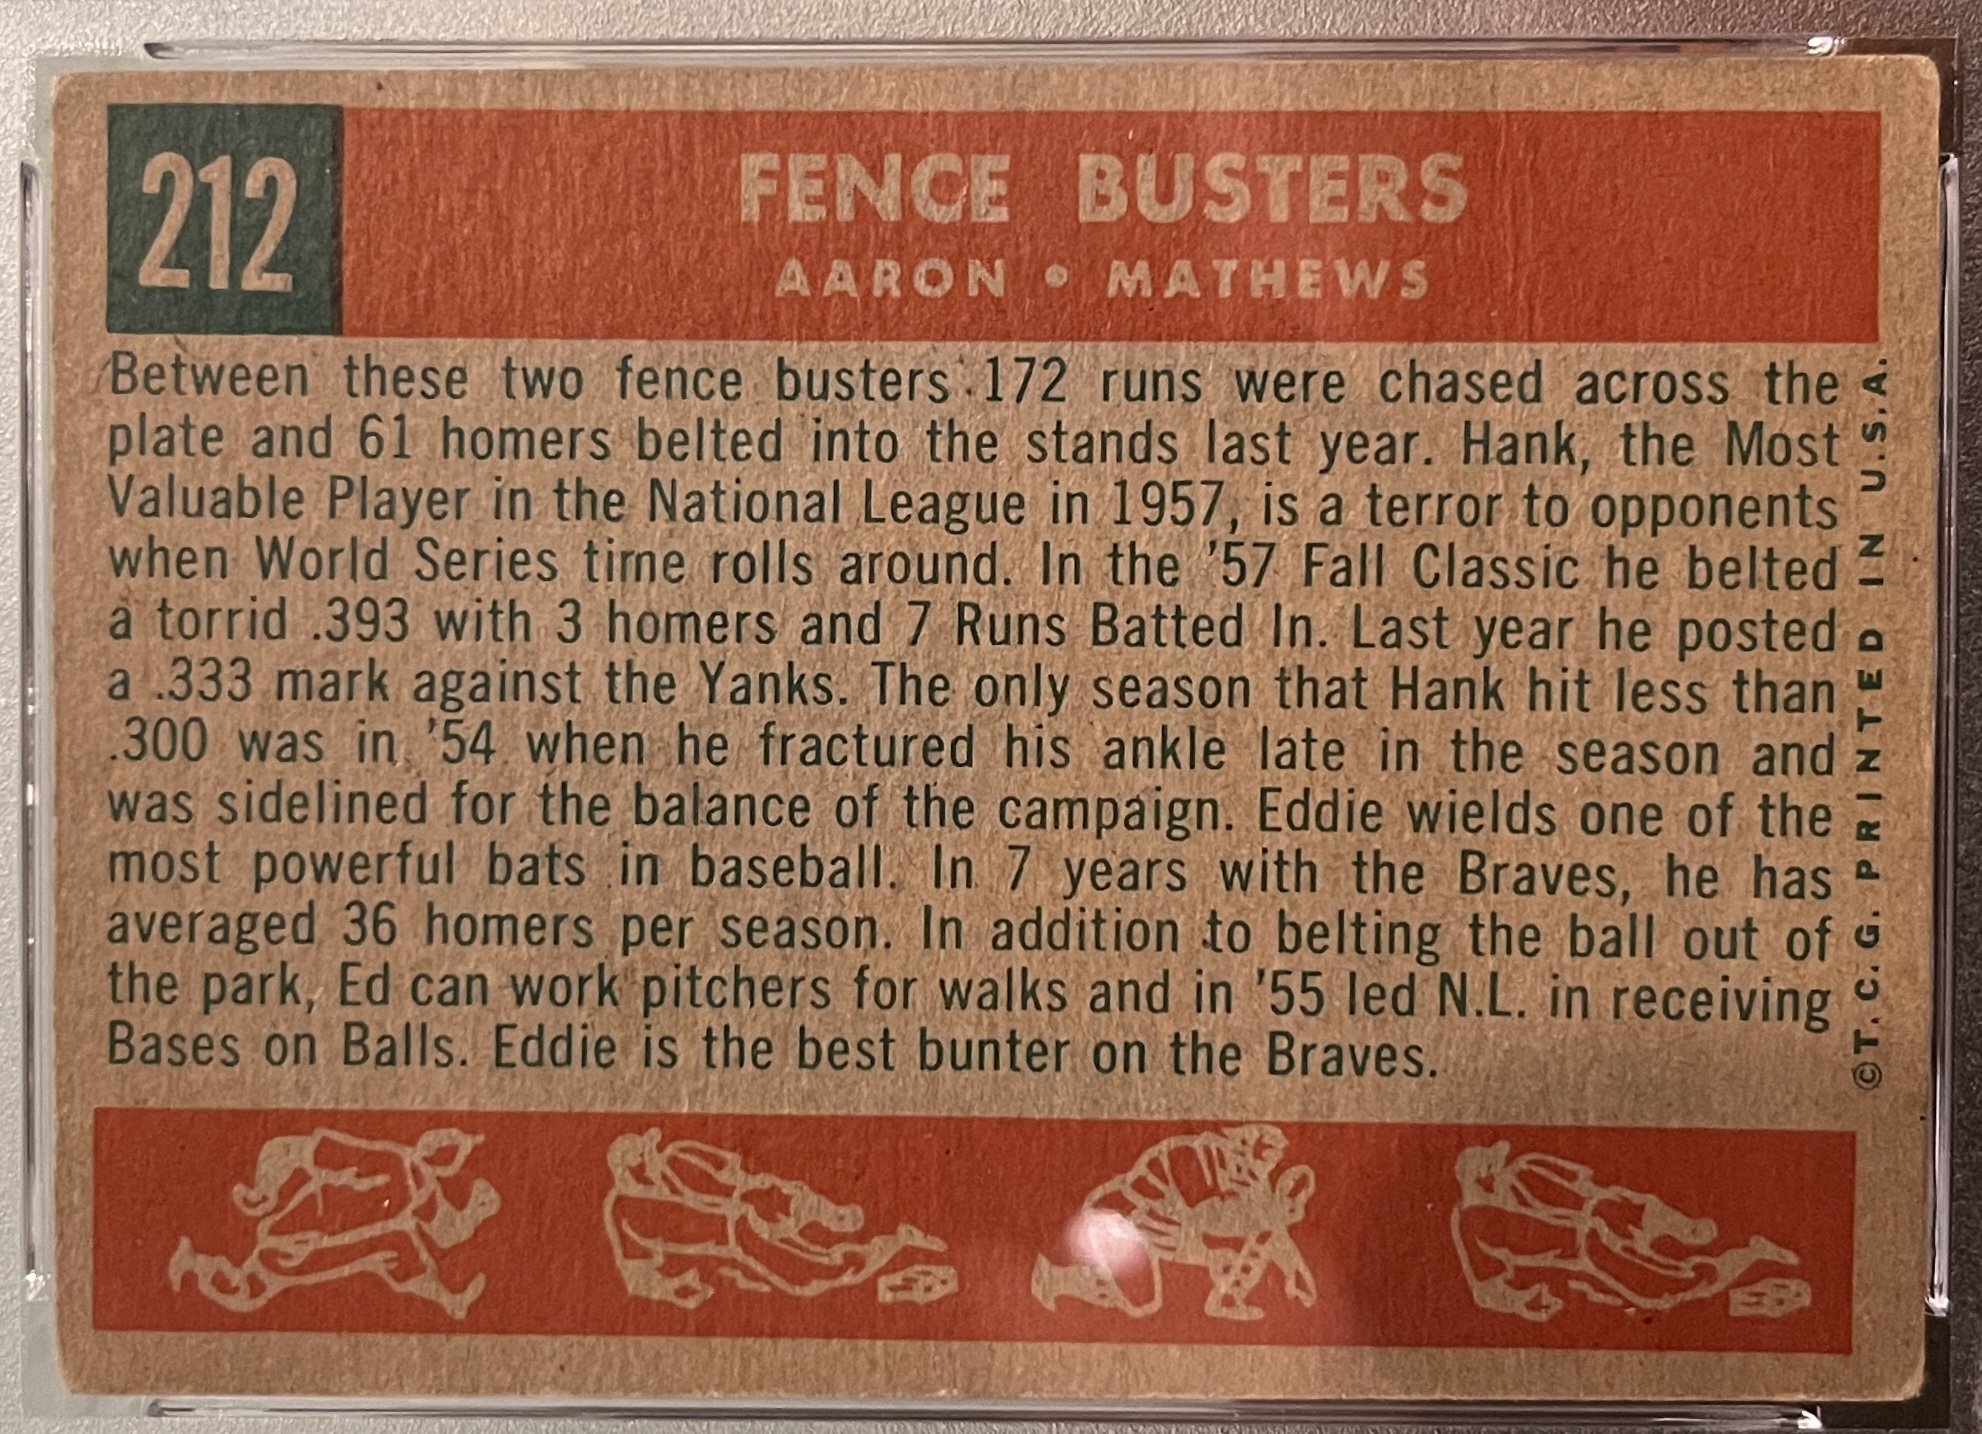 212
FENCE BUSTERS
AARON • MATHEWS
Between these two fence busters 172 runs were chased across the
plate and 61 homers belted into the stands last year. Hank, the Most
Valuable Player in the National League in 1957, is a terror to opponents
when World Series time rolls around. In the '57 Fall Classic he belted
a torrid .393 with 3 homers and 7 Runs Batted In. Last year he posted
a .333 mark against the Yanks. The only season that Hank hit less than
.300 was in '54 when he fractured his ankle late in the season and
was sidelined for the balance of the campaign. Eddie wields one of the
most powerful bats in baseball. In 7 years with the Braves, he has
averaged 36 homers per season. In addition to belting the ball out of
the park, Ed can work pitchers for walks and in '55 led N.L. in receiving
Bases on Balls. Eddie is the best bunter on the Braves.
©T.C.G. PRINTED IN U.S.A.